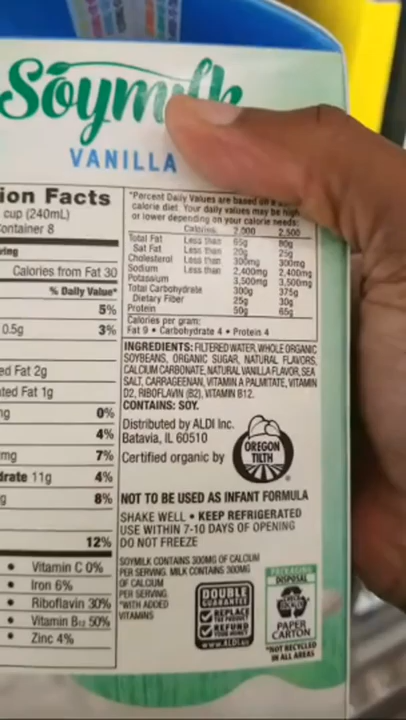 Soymilk
VANILLA
ion Facts
cup (240mL)
ontainer 8
ving
Calories from Fat 30
% Daily Value*
5%
0.5g 3%
ed Fat 2g
ted Fat 1g
mg 0%
4%
mg 7%
drate 11g 4%
g 8%
12%
• Vitamin C 0%
• Iron 6%
• Riboflavin 30%
• Vitamin B12 50%
• Zinc 4%
*Percent Daily Values are based on a
calorie diet. Your daily values may be high
or lower depending on your calorie needs:
Calories: 2,000 2,500
Total Fat Less than 65g 80g
Sat Fat Less than 20g 25g
Cholesterol Less than 300mg 300mg
Sodium Less than 2,400mg 2,400mg
Potassium 3,500mg 3,500mg
Total Carbohydrate 300g 375g
Dietary Fiber 25g 30g
Protein 50g 65g
Calories per gram:
Fat 9 • Carbohydrate 4 • Protein 4
INGREDIENTS: FILTERED WATER, WHOLE ORGANIC
SOYBEANS, ORGANIC SUGAR, NATURAL FLAVORS,
CALCIUM CARBONATE, NATURAL VANILLA FLAVOR, SEA
SALT, CARRAGEENAN, VITAMIN A PALMITATE, VITAMIN
D2, RIBOFLAVIN (B2), VITAMIN B12.
CONTAINS: SOY.
Distributed by ALDI Inc.
Batavia, IL 60510
Certified organic by
OREGON
TILTH
®
NOT TO BE USED AS INFANT FORMULA
SHAKE WELL • KEEP REFRIGERATED
USE WITHIN 7-10 DAYS OF OPENING
DO NOT FREEZE
SOYMILK CONTAINS 300MG OF CALCIUM
PER SERVING. MILK CONTAINS 300MG
OF CALCIUM
PER SERVING.
*WITH ADDED
VITAMINS
DOUBLE
GUARANTEE
REPLACE
THE PRODUCT
REFUND
YOUR MONEY
www.ALDI.us
PACKAGING
DISPOSAL
CHECK
LOCALLY*
PAPER
CARTON
*NOT RECYCLED
IN ALL AREAS